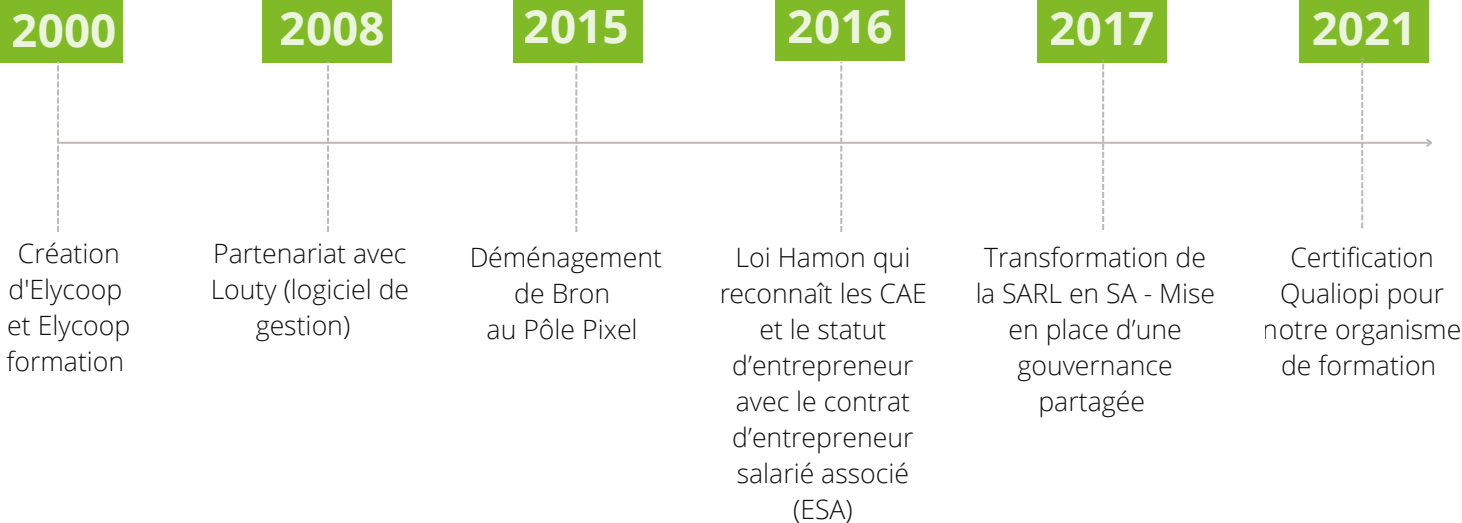 2000
2008
2015
2016
2017
2021
Création
d'Elycoop
et Elycoop
formation
Partenariat avec
Louty (logiciel de
gestion)
Déménagement
de Bron
au Pôle Pixel
Loi Hamon qui
reconnaît les CAE
et le statut
d’entrepreneur
avec le contrat
d’entrepreneur
salarié associé
(ESA)
Transformation de
la SARL en SA - Mise
en place d’une
gouvernance
partagée
Certification
Qualiopi pour
notre organisme
de formation